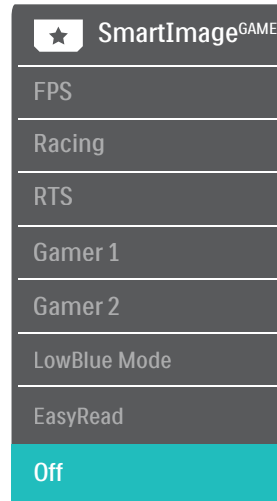 SmartImageGAME
FPS
Racing
RTS
Gamer 1
Gamer 2
LowBlue Mode
EasyRead
Off